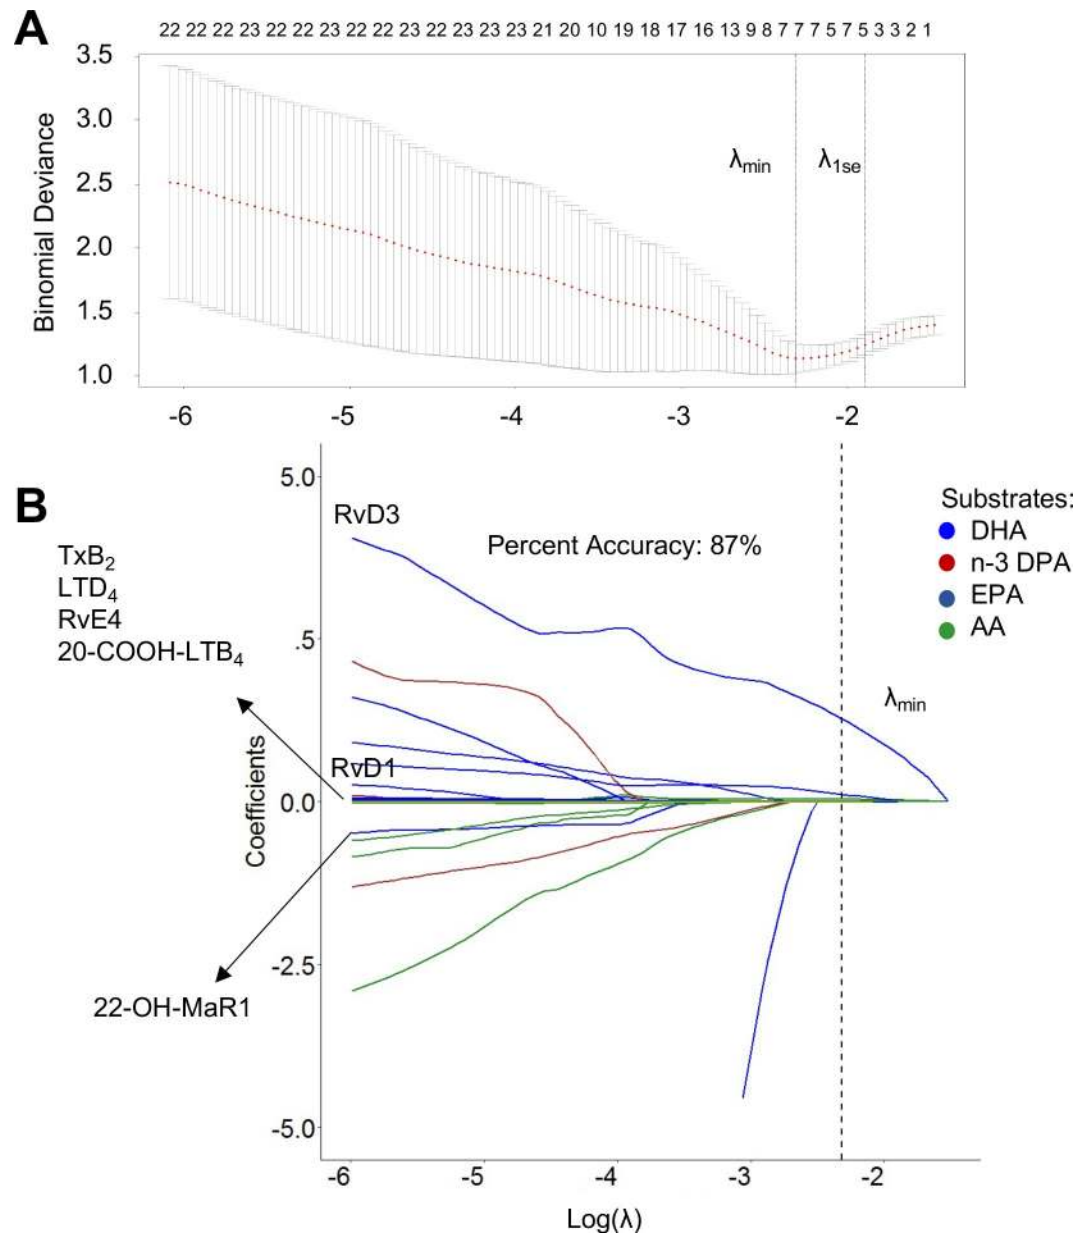 A
22 22 22 23 22 22 23 22 22 23 22 23 23 23 21 20 10 19 18 17 16 13 9 8 7 7 5 7 5 3 3 2 1
3.5
3.0
2.5
2.0
1.5
1.0
Binomial Deviance
λmin
λ1se
-6 -5 -4 -3 -2
B
5.0
.5
0.0
-2.5
-5.0
Coefficients
RvD3
Percent Accuracy: 87%
Substrates:
DHA
n-3 DPA
EPA
AA
TxB2
LTD4
RvE4
20-COOH-LTB4
λmin
RvD1
22-OH-MaR1
-6 -5 -4 -3 -2
Log(λ)